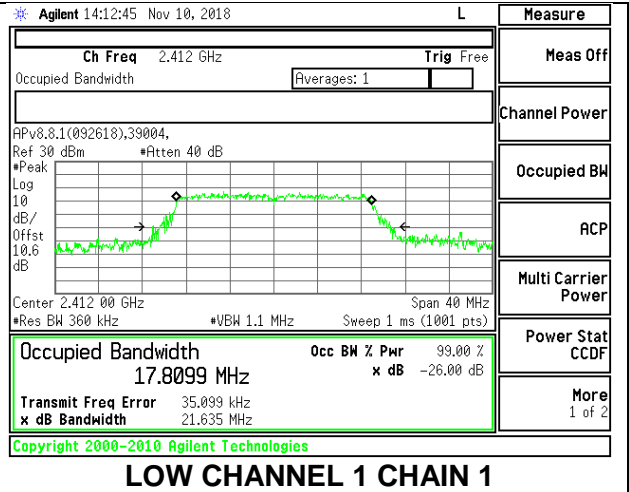 Agilent 14:12:45 Nov 10, 2018 L
Measure
Ch Freq 2.412 GHz Trig Free
Occupied Bandwidth Averages: 1
APv8.8.1(092618),39004,
Ref 30 dBm #Atten 40 dB
#Peak
Log
10
dB/
Offst
10.6
dB
Center 2.412 00 GHz Span 40 MHz
#Res BW 360 kHz #VBW 1.1 MHz Sweep 1 ms (1001 pts)
Occupied Bandwidth Occ BW % Pwr 99.00 %
17.8099 MHz x dB -26.00 dB
Transmit Freq Error 35.099 kHz
x dB Bandwidth 21.635 MHz
Copyright 2000-2010 Agilent Technologies
Meas Off
Channel Power
Occupied BW
ACP
Multi Carrier
Power
Power Stat
CCDF
More
1 of 2
LOW CHANNEL 1 CHAIN 1